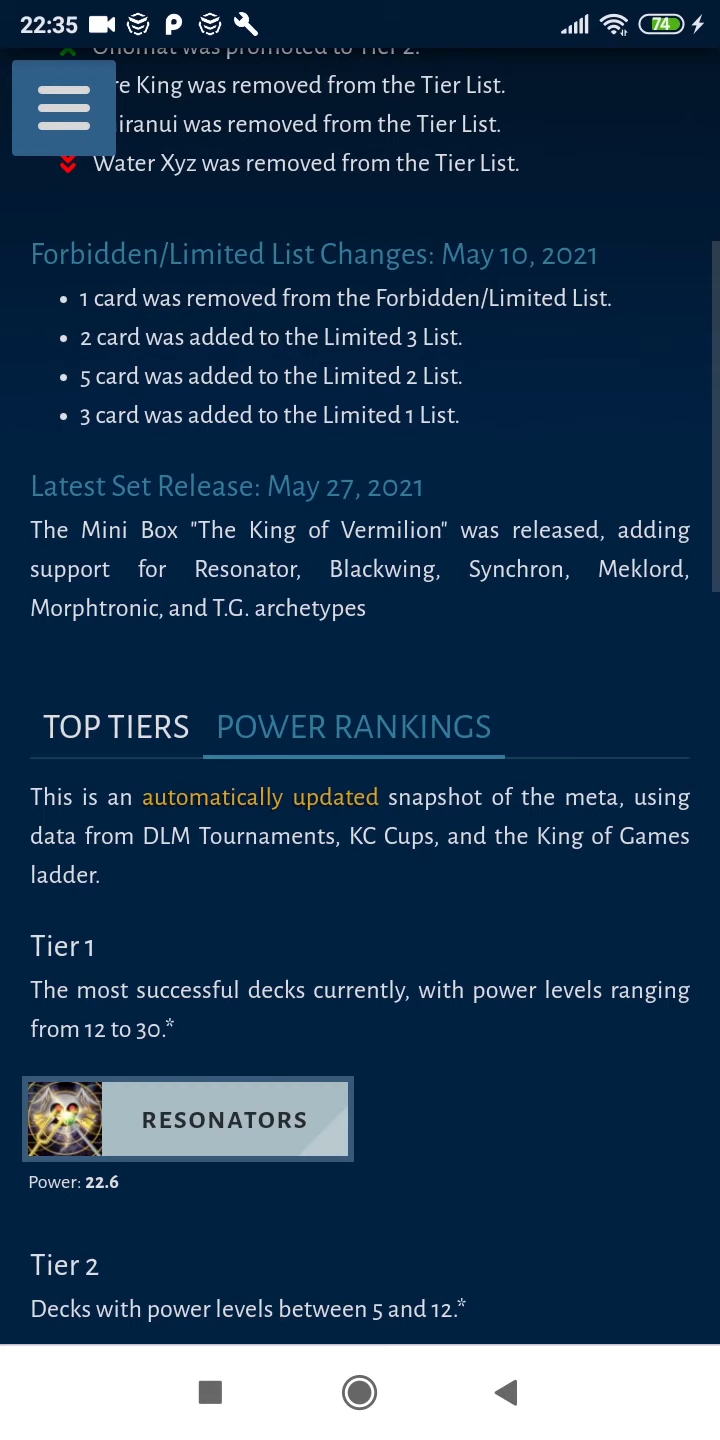 22:35
74
Onomat was promoted to Tier 2.
re King was removed from the Tier List.
iranui was removed from the Tier List.
Water Xyz was removed from the Tier List.
Forbidden/Limited List Changes: May 10, 2021
• 1 card was removed from the Forbidden/Limited List.
• 2 card was added to the Limited 3 List.
• 5 card was added to the Limited 2 List.
• 3 card was added to the Limited 1 List.
Latest Set Release: May 27, 2021
The Mini Box "The King of Vermilion" was released, adding
support for Resonator, Blackwing, Synchron, Meklord,
Morphtronic, and T.G. archetypes
TOP TIERS POWER RANKINGS
This is an automatically updated snapshot of the meta, using
data from DLM Tournaments, KC Cups, and the King of Games
ladder.
Tier 1
The most successful decks currently, with power levels ranging
from 12 to 30.*
RESONATORS
Power: 22.6
Tier 2
Decks with power levels between 5 and 12.*